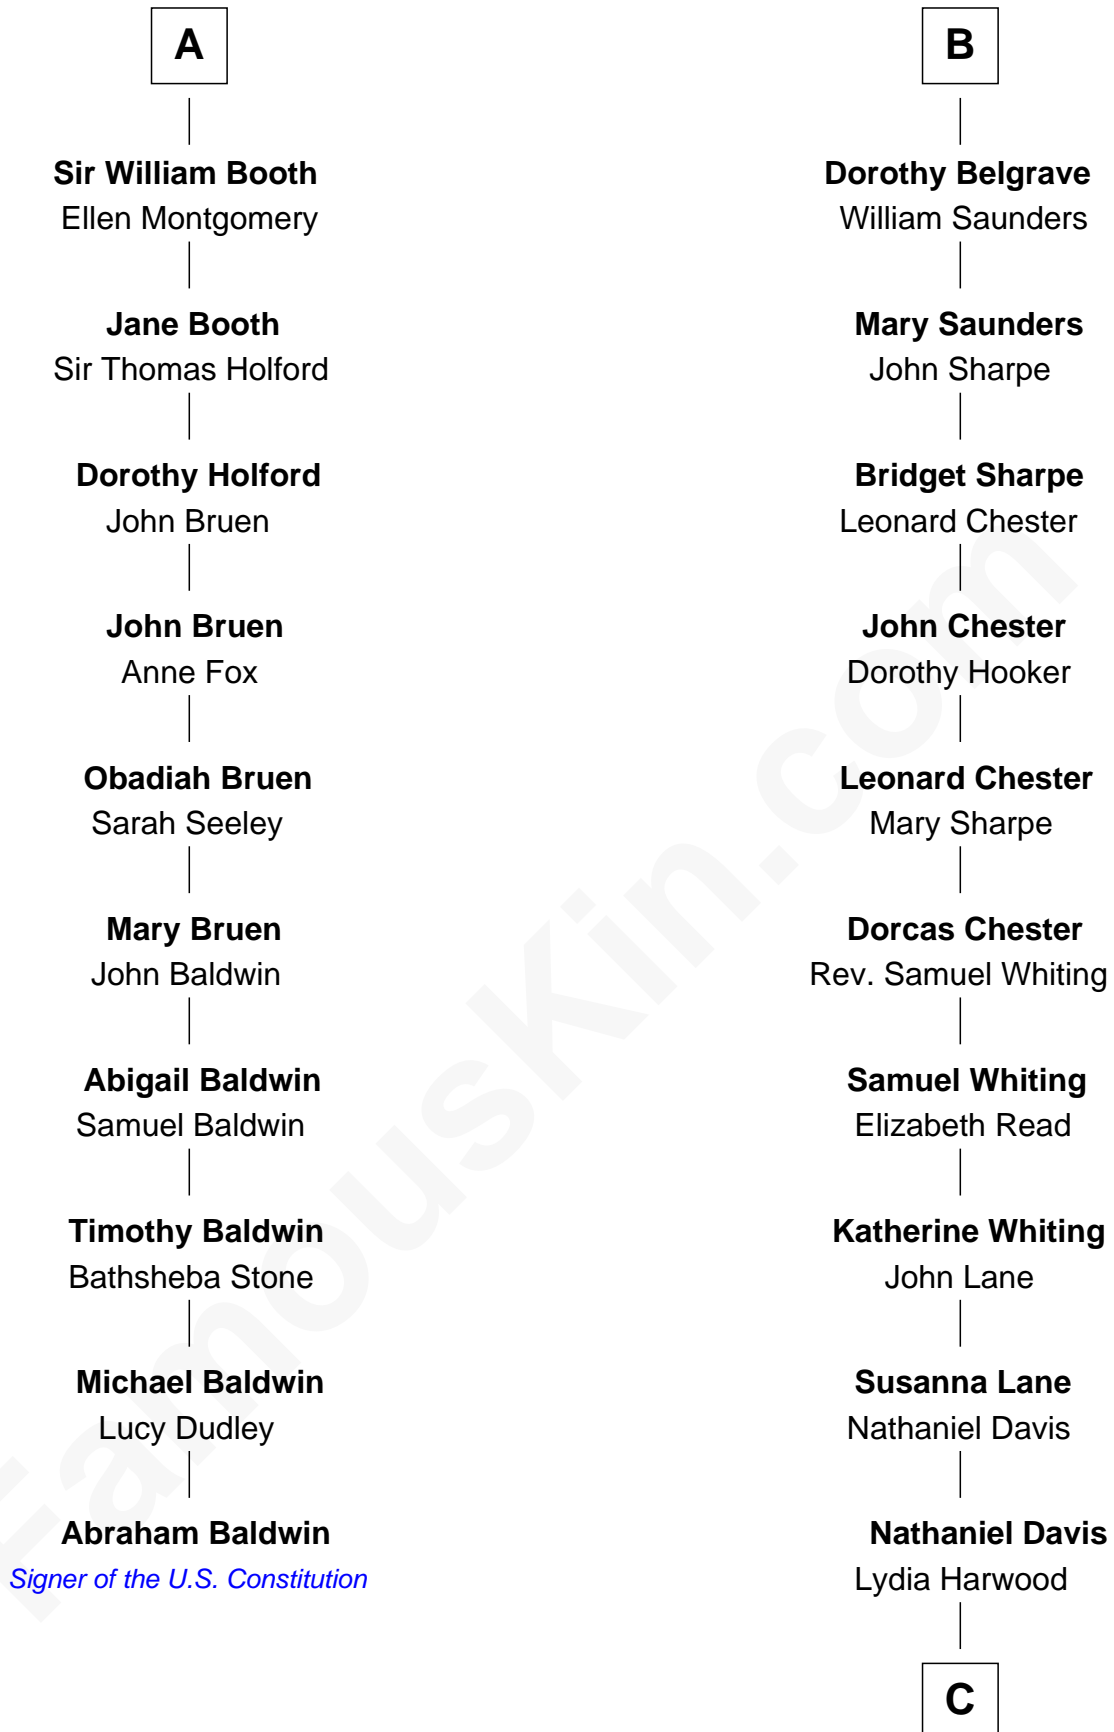 A
Sir William Booth
Ellen Montgomery
Jane Booth
Sir Thomas Holford
Dorothy Holford
John Bruen
John Bruen
Anne Fox
Obadiah Bruen
Sarah Seeley
Mary Bruen
John Baldwin
Abigail Baldwin
Samuel Baldwin
Timothy Baldwin
Bathsheba Stone
Michael Baldwin
Lucy Dudley
Abraham Baldwin
Signer of the U.S. Constitution
B
Dorothy Belgrave
William Saunders
Mary Saunders
John Sharpe
Bridget Sharpe
Leonard Chester
John Chester
Dorothy Hooker
Leonard Chester
Mary Sharpe
Dorcas Chester
Rev. Samuel Whiting
Samuel Whiting
Elizabeth Read
Katherine Whiting
John Lane
Susanna Lane
Nathaniel Davis
Nathaniel Davis
Lydia Harwood
C
FamousKin.com